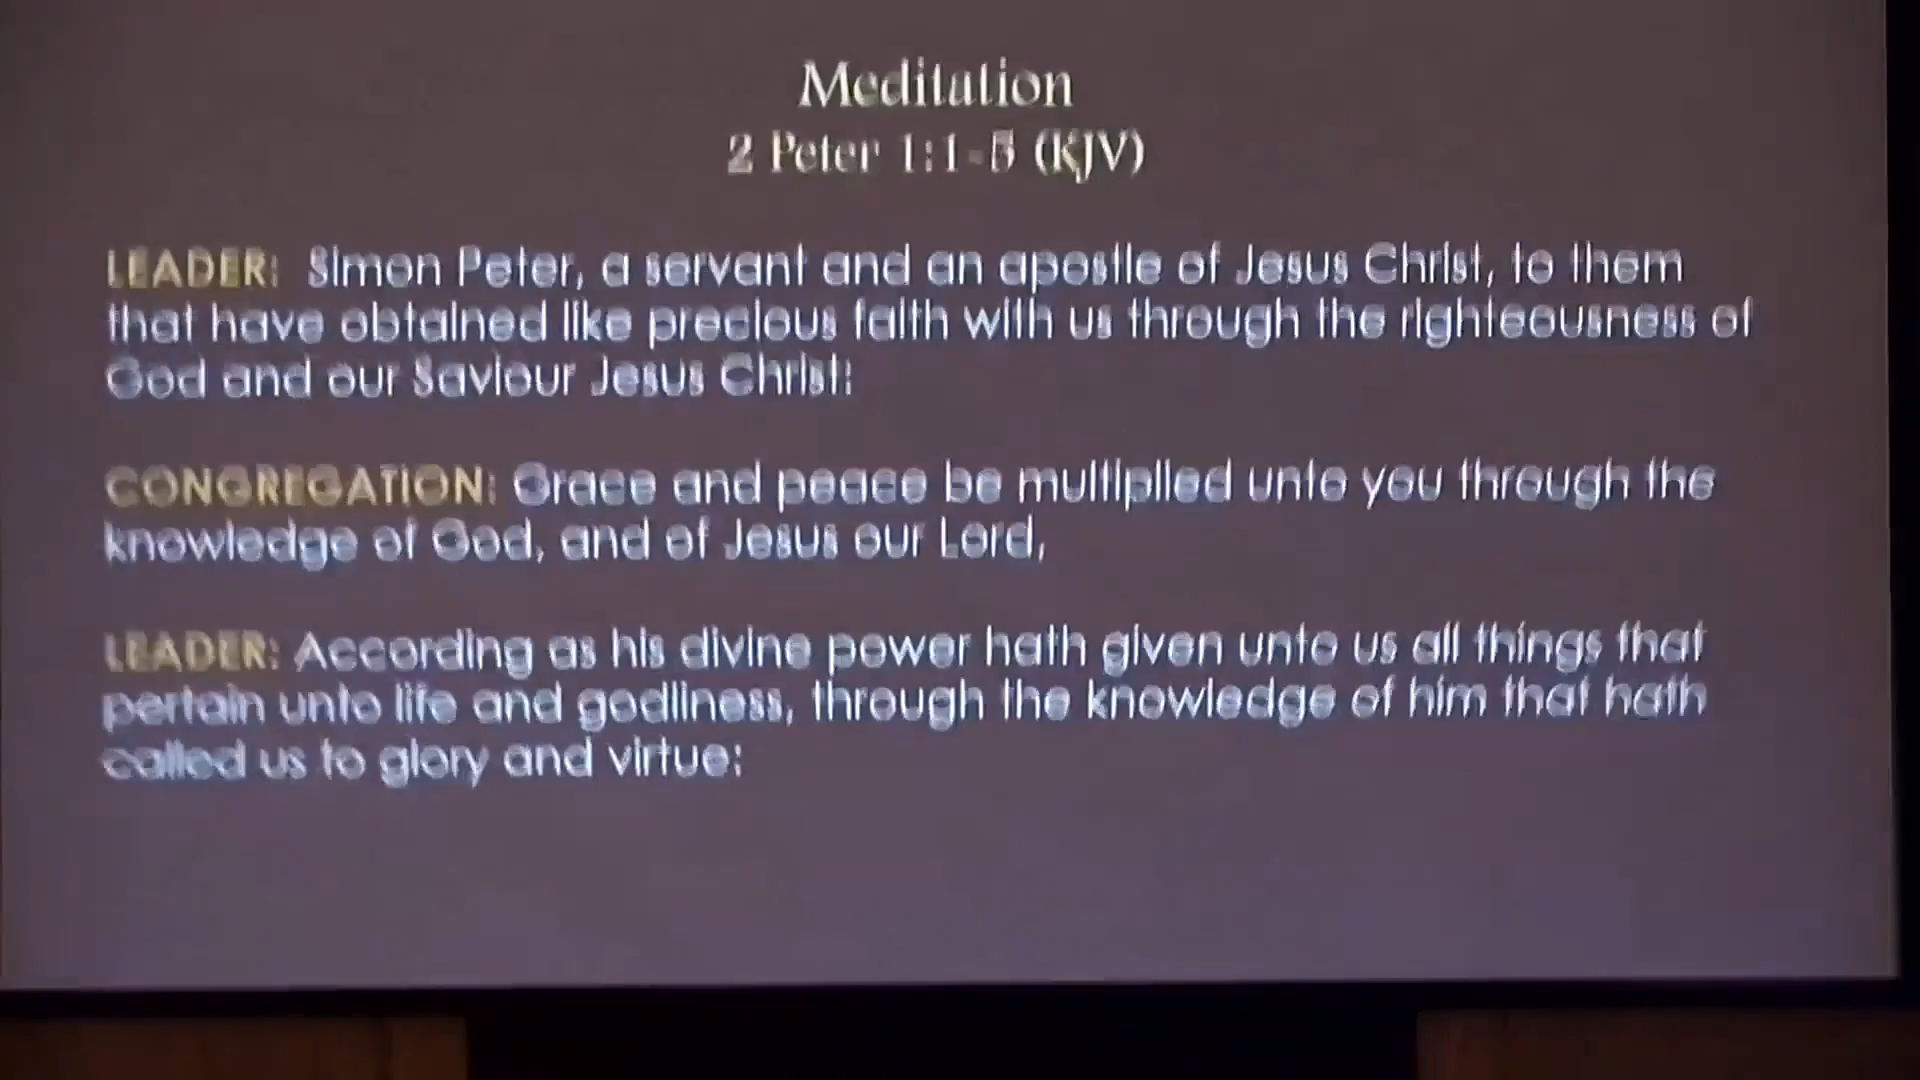 Meditation
2 Peter 1:1-5 (KJV)
LEADER: Simon Peter, a servant and an apostle of Jesus Christ, to them
that have obtained like precious faith with us through the righteousness of
God and our Saviour Jesus Christ:
CONGREGATION: Grace and peace be multiplied unto you through the
knowledge of God, and of Jesus our Lord,
LEADER: According as his divine power hath given unto us all things that
pertain unto life and godliness, through the knowledge of him that hath
called us to glory and virtue: